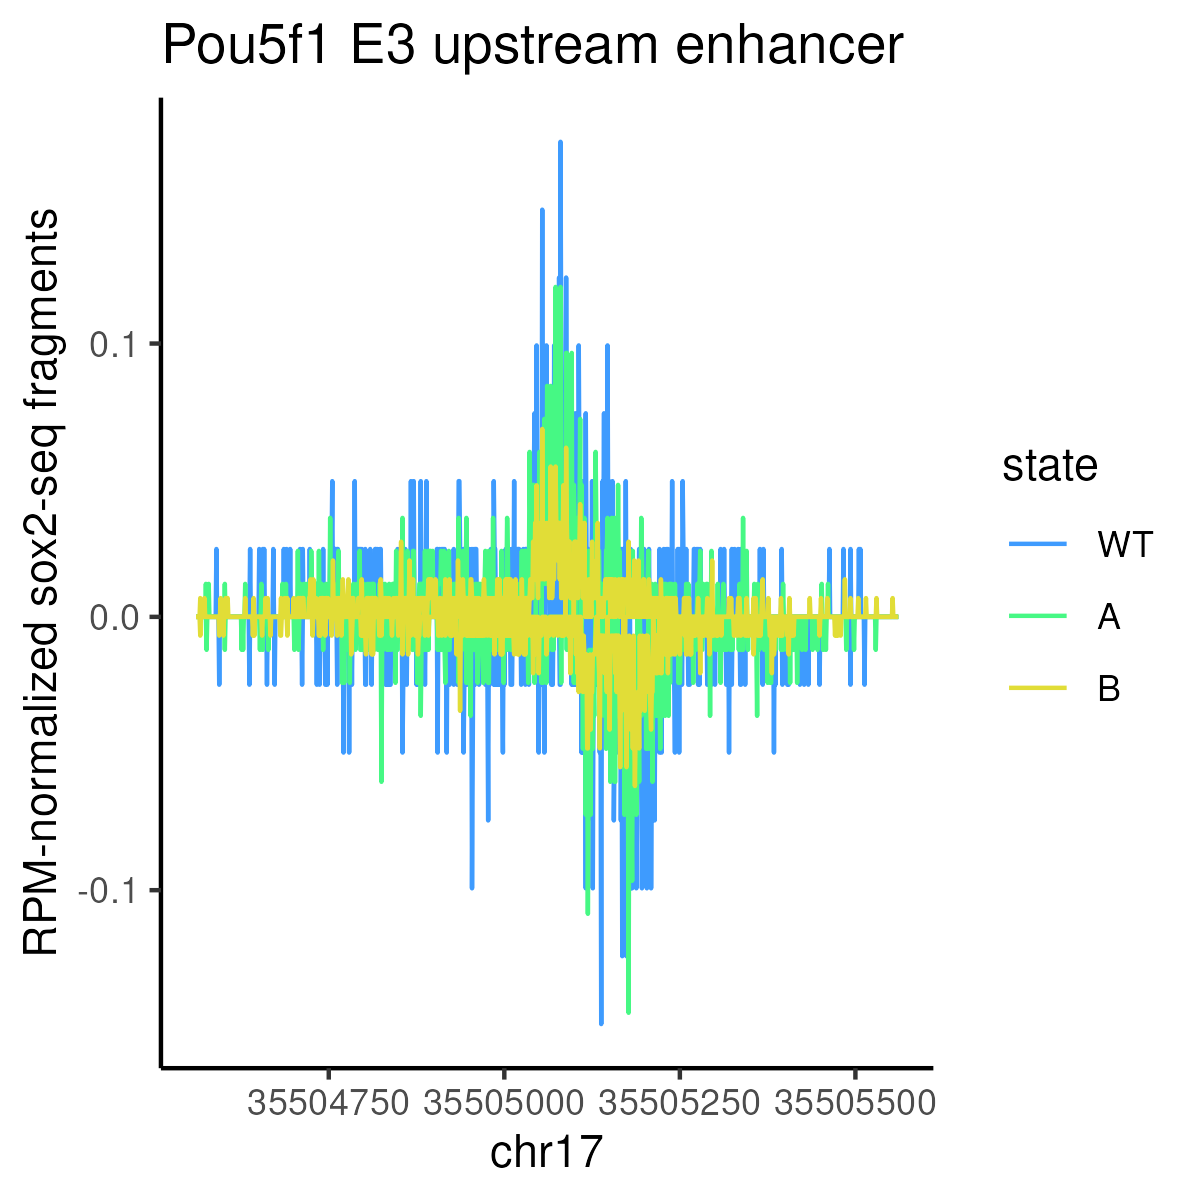 Pou5f1 E3 upstream enhancer
RPM-normalized sox2-seq fragments
0.1
0.0
-0.1
35504750 35505000 35505250 35505500
chr17
state
WT
A
B